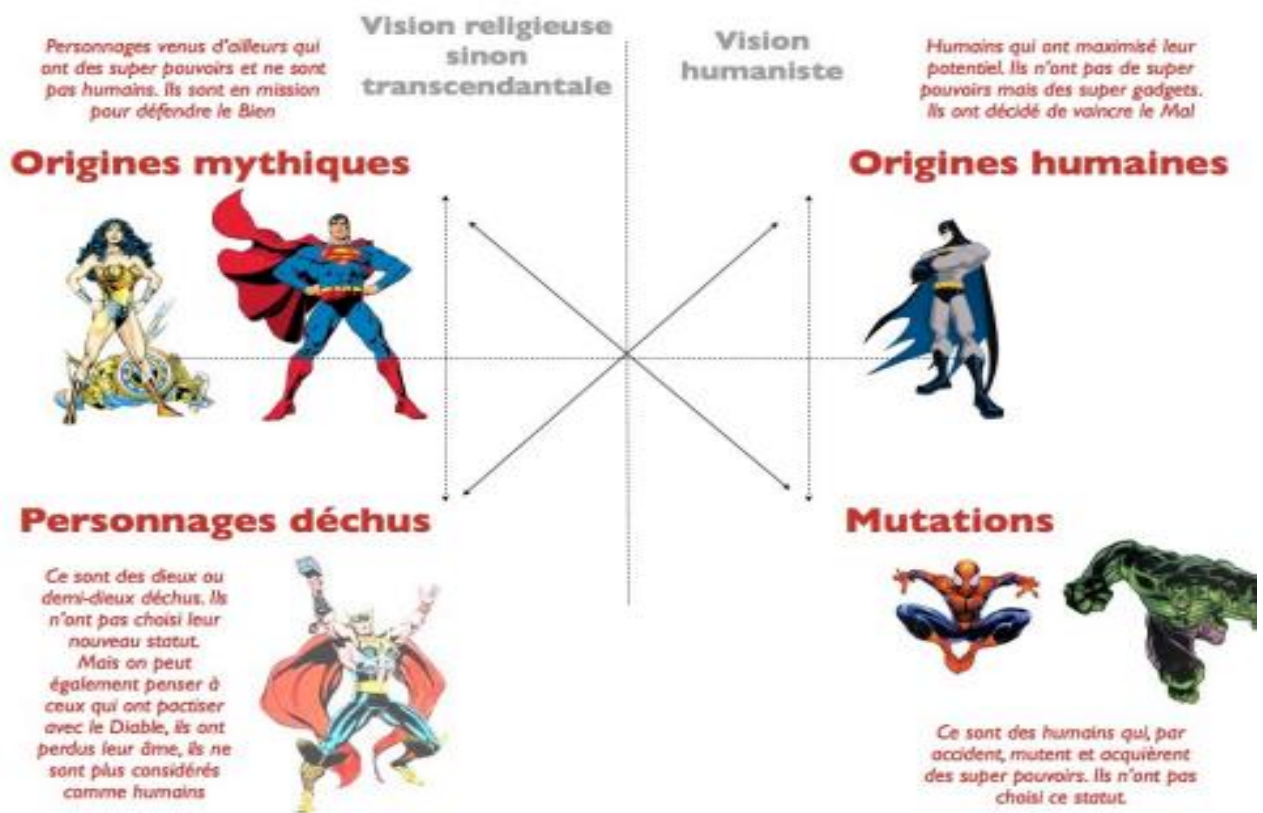 Vision religieuse
sinon
transcendantale
Vision
humaniste
Personnages venus d'ailleurs qui
ont des super pouvoirs et ne sont
pas humains. Ils sont en mission
pour défendre le Bien
Origines mythiques
Humains qui ont maximisé leur
potentiel. Ils n'ont pas de super
pouvoirs mais des super gadgets.
Ils ont décidé de vaincre le Mal
Origines humaines
Personnages déchus
Ce sont des dieux ou
demi-dieux déchus. Ils
n'ont pas choisi leur
nouveau statut.
Mais on peut
également penser à
ceux qui ont pactiser
avec le Diable, ils ont
perdus leur âme, ils ne
sont plus considérés
comme humains
Mutations
Ce sont des humains qui, par
accident, mutent et acquièrent
des super pouvoirs. Ils n'ont pas
choisi ce statut.